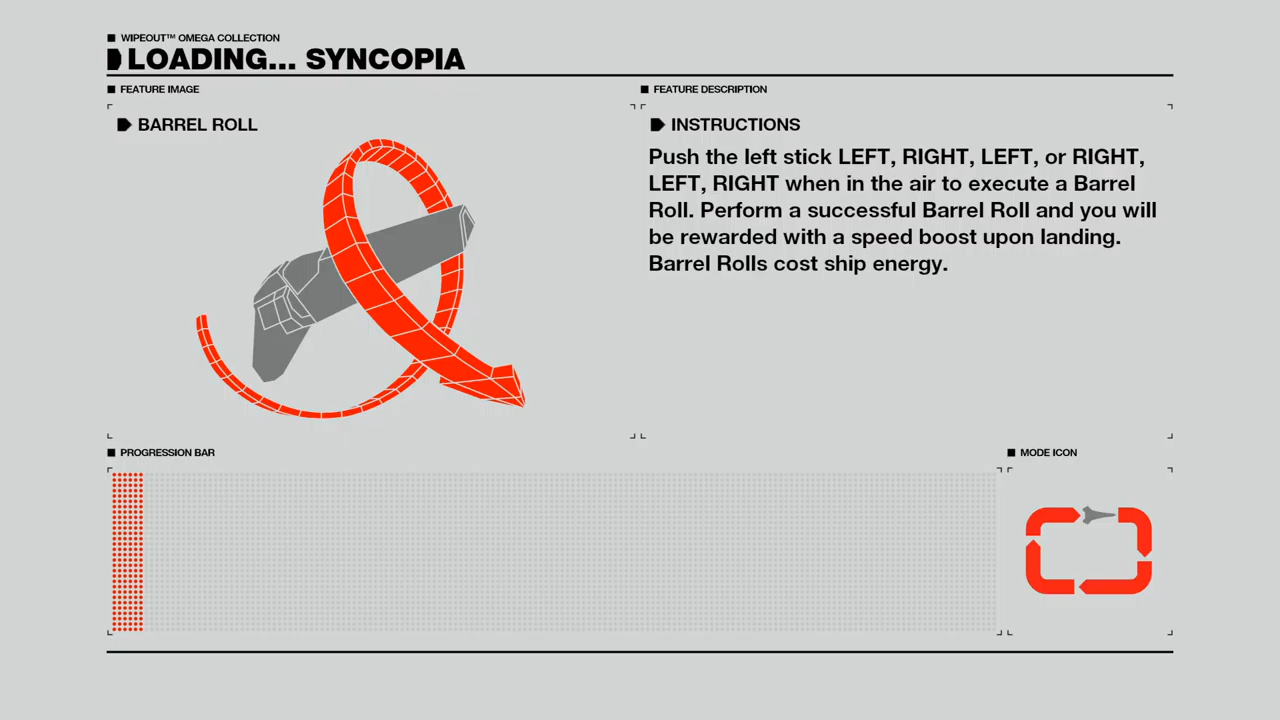 WIPEOUT™ OMEGA COLLECTION
LOADING... SYNCOPIA
FEATURE IMAGE
BARREL ROLL
FEATURE DESCRIPTION
INSTRUCTIONS
Push the left stick LEFT, RIGHT, LEFT, or RIGHT,
LEFT, RIGHT when in the air to execute a Barrel
Roll. Perform a successful Barrel Roll and you will
be rewarded with a speed boost upon landing.
Barrel Rolls cost ship energy.
PROGRESSION BAR
MODE ICON